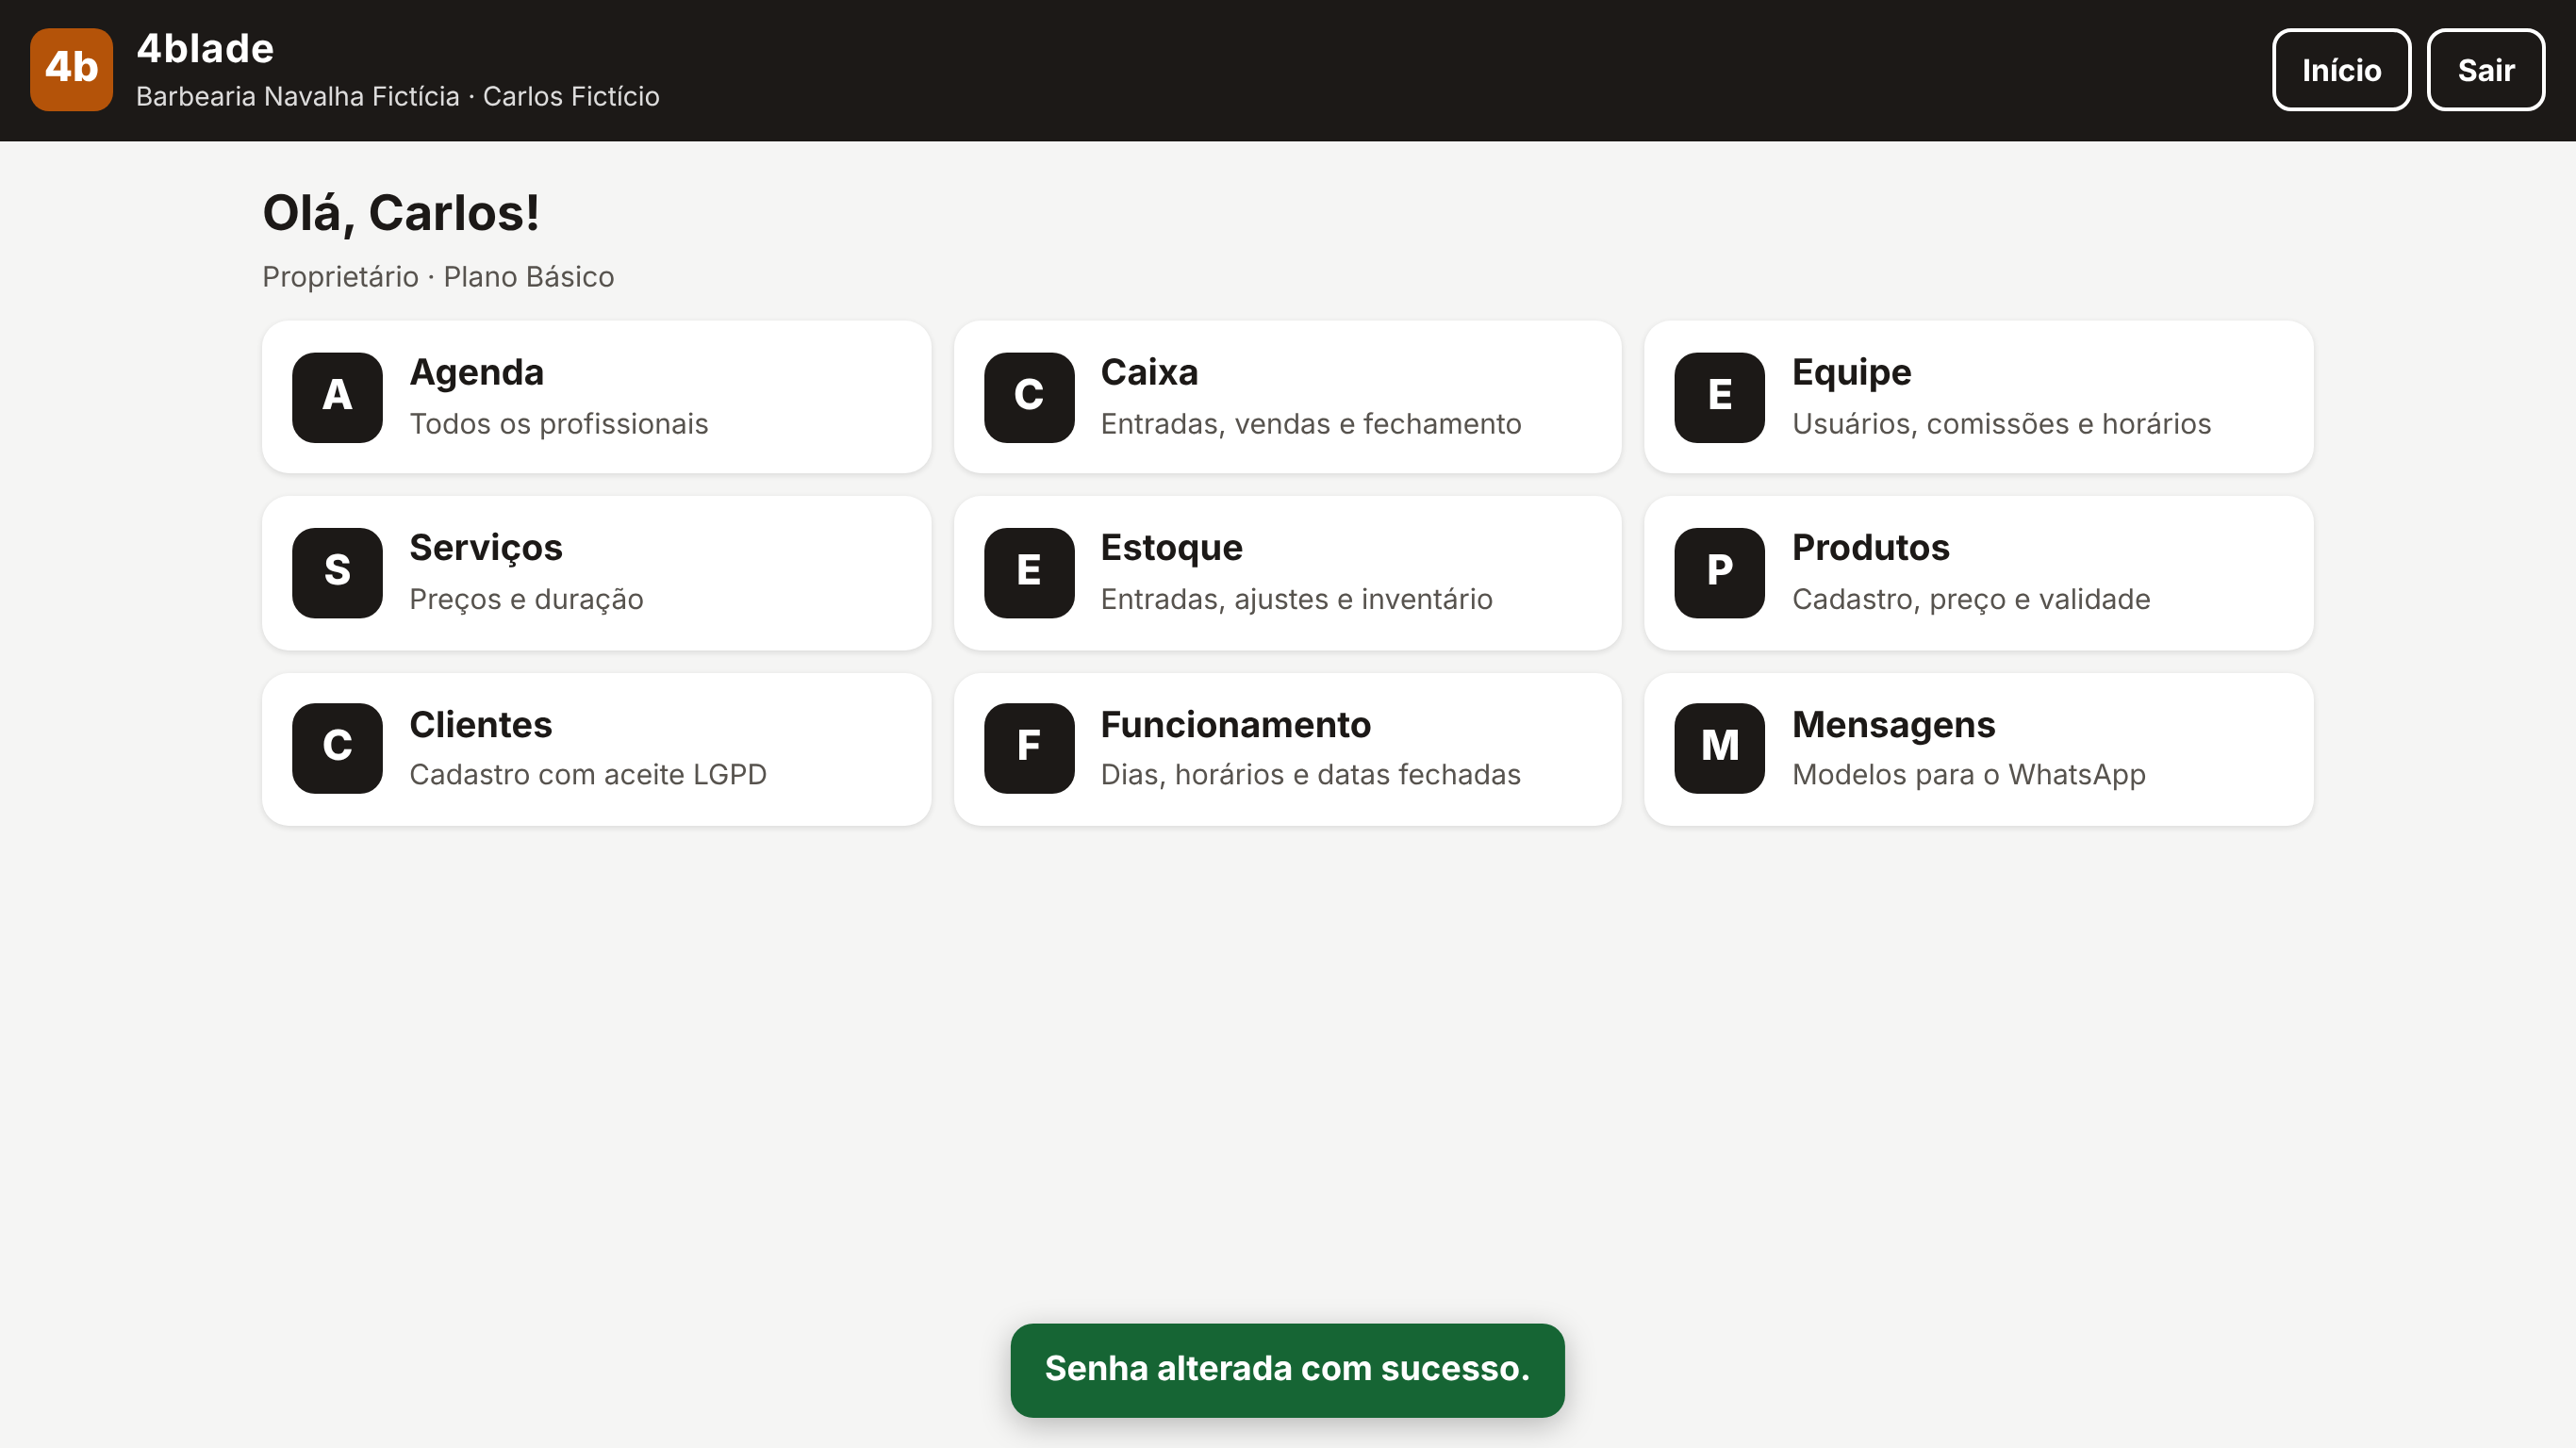 4b
4blade
Barbearia Navalha Fictícia · Carlos Fictício
Início
Sair
Olá, Carlos!
Proprietário · Plano Básico
A
Agenda
Todos os profissionais
C
Caixa
Entradas, vendas e fechamento
E
Equipe
Usuários, comissões e horários
S
Serviços
Preços e duração
E
Estoque
Entradas, ajustes e inventário
P
Produtos
Cadastro, preço e validade
C
Clientes
Cadastro com aceite LGPD
F
Funcionamento
Dias, horários e datas fechadas
M
Mensagens
Modelos para o WhatsApp
Senha alterada com sucesso.